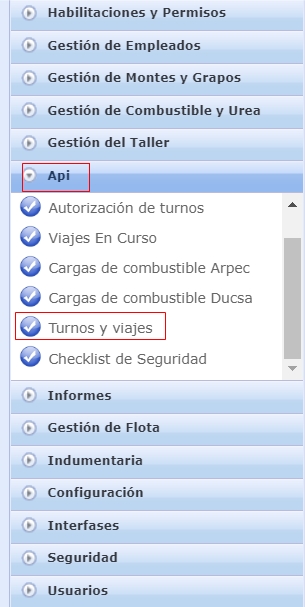 Habilitaciones y Permisos
Gestión de Empleados
Gestión de Montes y Grapos
Gestión de Combustible y Urea
Gestión del Taller
Api
Autorización de turnos
Viajes En Curso
Cargas de combustible Arpec
Cargas de combustible Ducsa
Turnos y viajes
Checklist de Seguridad
Informes
Gestión de Flota
Indumentaria
Configuración
Interfases
Seguridad
Usuarios